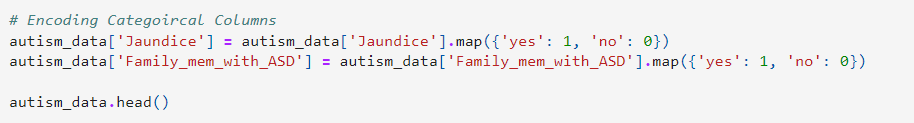 # Encoding Categoircal Columns
autism_data['Jaundice'] = autism_data['Jaundice'].map({'yes': 1, 'no': 0})
autism_data['Family_mem_with_ASD'] = autism_data['Family_mem_with_ASD'].map({'yes': 1, 'no': 0})
autism_data.head()